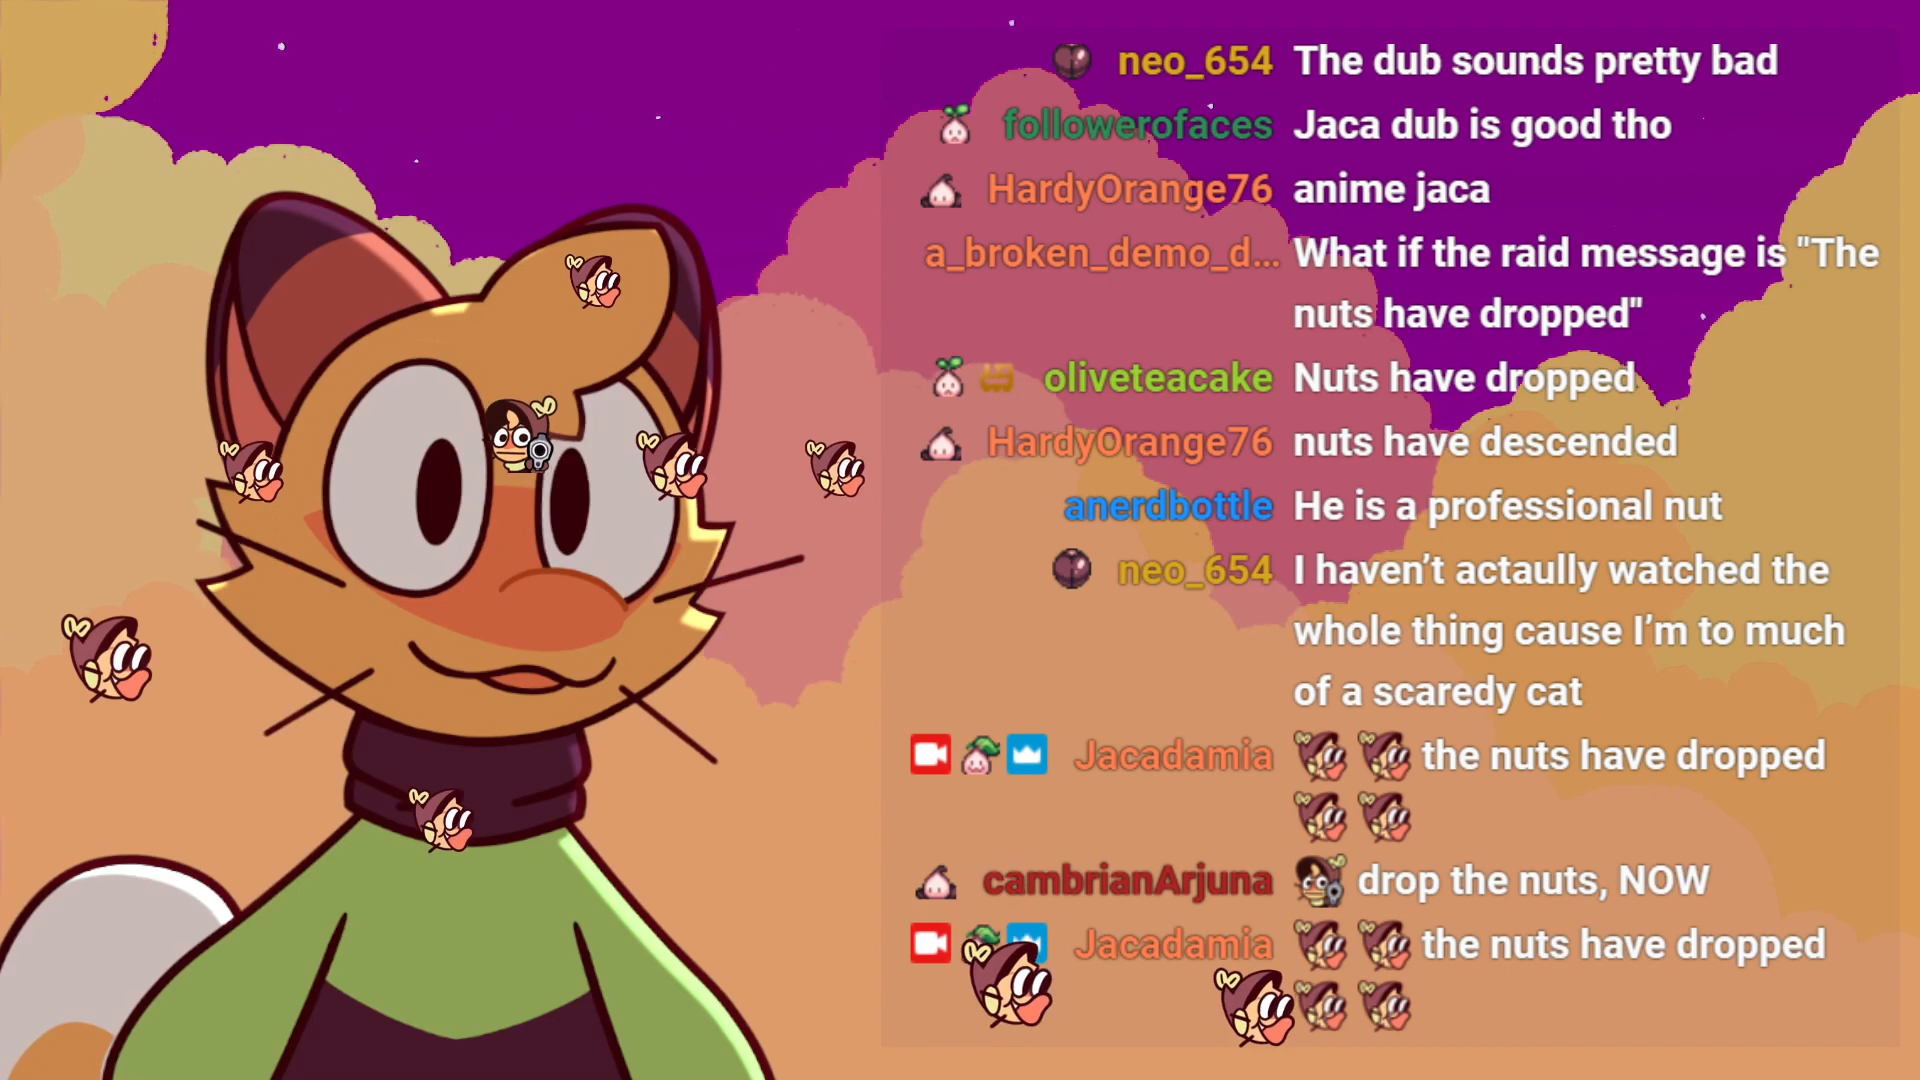 neo_654 The dub sounds pretty bad
followerofaces Jaca dub is good tho
HardyOrange76 anime jaca
a_broken_demo_d... What if the raid message is "The
nuts have dropped"
oliveteacake Nuts have dropped
HardyOrange76 nuts have descended
anerdbottle He is a professional nut
neo_654 I haven’t actaully watched the
whole thing cause I’m to much
of a scaredy cat
Jacadamia the nuts have dropped
cambrianArjuna drop the nuts, NOW
Jacadamia the nuts have dropped